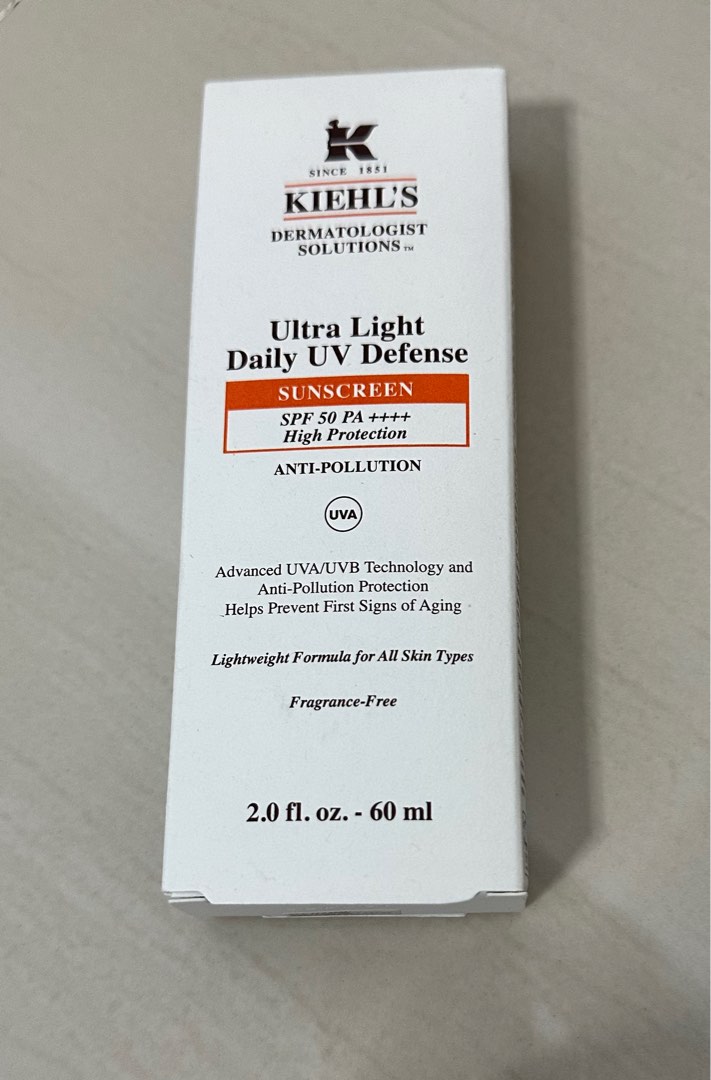 K
SINCE 1851
KIEHL'S
DERMATOLOGIST
SOLUTIONS™
Ultra Light
Daily UV Defense
SUNSCREEN
SPF 50 PA ++++
High Protection
ANTI-POLLUTION
UVA
Advanced UVA/UVB Technology and
Anti-Pollution Protection
Helps Prevent First Signs of Aging
Lightweight Formula for All Skin Types
Fragrance-Free
2.0 fl. oz. - 60 ml